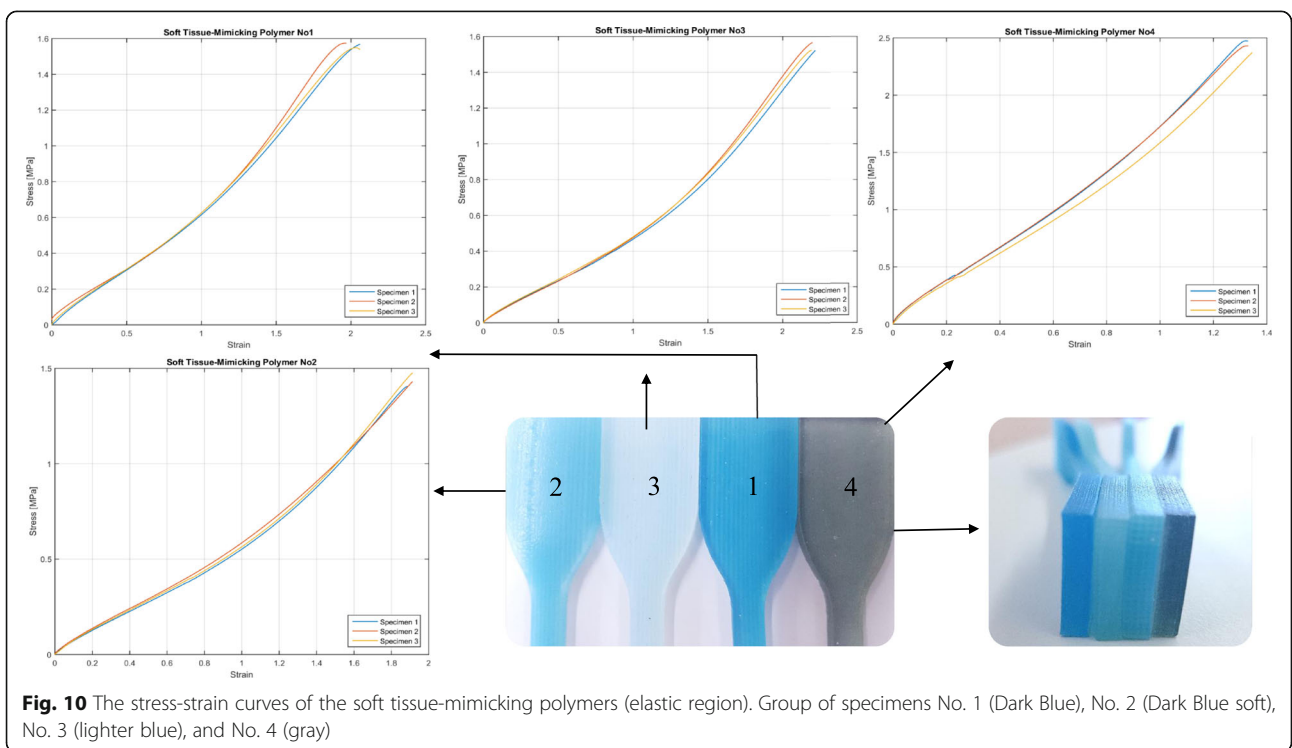 Soft Tissue-Mimicking Polymer No1
1.6
1.4
1.2
1
0.8
0.6
0.4
0.2
0
Stress [MPa]
0
0.5
1
1.5
2
2.5
Strain
Specimen 1
Specimen 2
Specimen 3
Soft Tissue-Mimicking Polymer No3
1.6
1.4
1.2
1
0.8
0.6
0.4
0.2
0
Stress [MPa]
0
0.5
1
1.5
2
2.5
Strain
Specimen 1
Specimen 2
Specimen 3
Soft Tissue-Mimicking Polymer No4
2.5
2
1.5
1
0.5
0
Stress [MPa]
0
0.2
0.4
0.6
0.8
1
1.2
1.4
Strain
Specimen 1
Specimen 2
Specimen 3
Soft Tissue-Mimicking Polymer No2
1.5
1
0.5
0
Stress [MPa]
0
0.2
0.4
0.6
0.8
1
1.2
1.4
1.6
1.8
2
Strain
Specimen 1
Specimen 2
Specimen 3
2
3
1
4
Fig. 10 The stress-strain curves of the soft tissue-mimicking polymers (elastic region). Group of specimens No. 1 (Dark Blue), No. 2 (Dark Blue soft),
No. 3 (lighter blue), and No. 4 (gray)